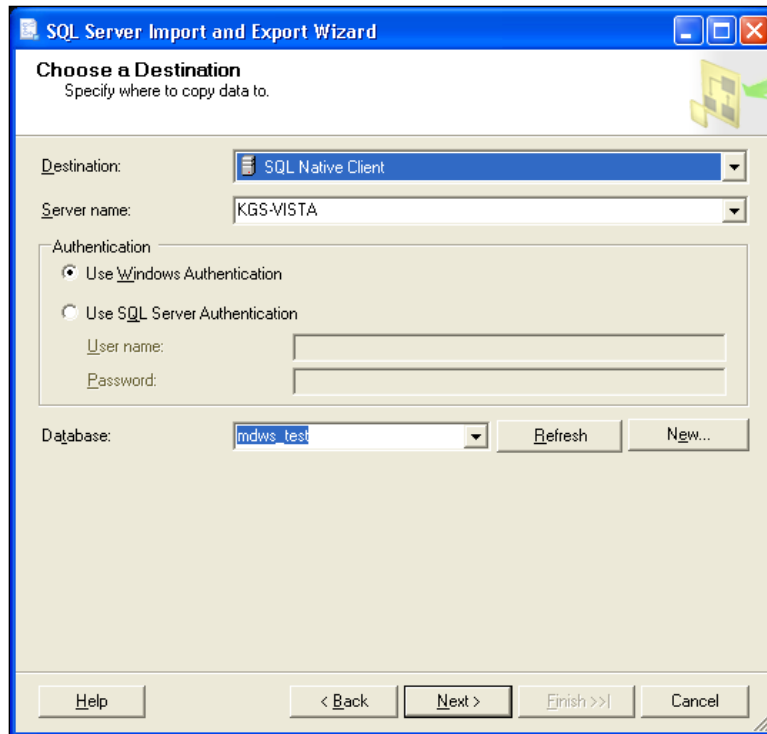 SQL Server Import and Export Wizard
Choose a Destination
Specify where to copy data to.
Destination: SQL Native Client
Server name: KGS-VISTA
Authentication
Use Windows Authentication
Use SQL Server Authentication
User name:
Password:
Database: mdws_test Refresh New...
Help < Back Next > Finish >>| Cancel